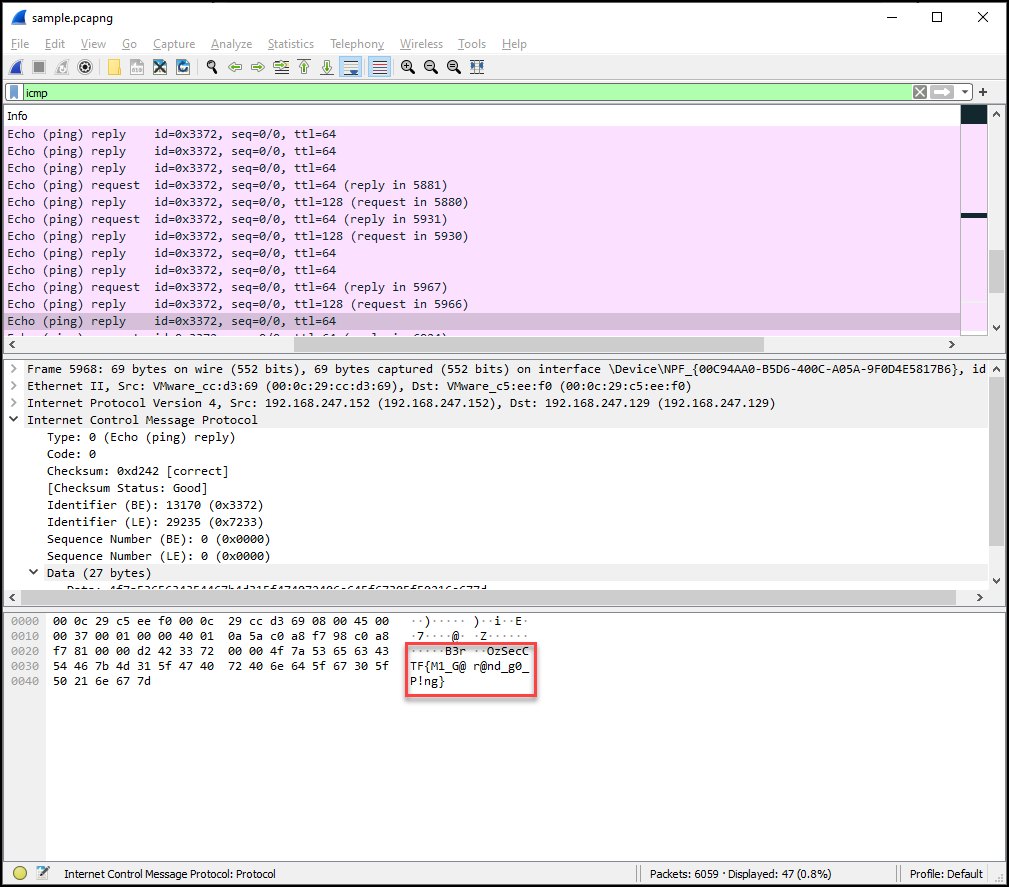 sample.pcapng
File Edit View Go Capture Analyze Statistics Telephony Wireless Tools Help
icmp
Info
Echo (ping) reply id=0x3372, seq=0/0, ttl=64
Echo (ping) reply id=0x3372, seq=0/0, ttl=64
Echo (ping) reply id=0x3372, seq=0/0, ttl=64
Echo (ping) request id=0x3372, seq=0/0, ttl=64 (reply in 5881)
Echo (ping) reply id=0x3372, seq=0/0, ttl=128 (request in 5880)
Echo (ping) request id=0x3372, seq=0/0, ttl=64 (reply in 5931)
Echo (ping) reply id=0x3372, seq=0/0, ttl=128 (request in 5930)
Echo (ping) reply id=0x3372, seq=0/0, ttl=64
Echo (ping) reply id=0x3372, seq=0/0, ttl=64
Echo (ping) request id=0x3372, seq=0/0, ttl=64 (reply in 5967)
Echo (ping) reply id=0x3372, seq=0/0, ttl=128 (request in 5966)
Echo (ping) reply id=0x3372, seq=0/0, ttl=64
Frame 5968: 69 bytes on wire (552 bits), 69 bytes captured (552 bits) on interface \Device\NPF_{00C94AA0-B5D6-400C-A05A-9F0D4E5817B6}, id
Ethernet II, Src: VMware_cc:d3:69 (00:0c:29:cc:d3:69), Dst: VMware_c5:ee:f0 (00:0c:29:c5:ee:f0)
Internet Protocol Version 4, Src: 192.168.247.152 (192.168.247.152), Dst: 192.168.247.129 (192.168.247.129)
Internet Control Message Protocol
Type: 0 (Echo (ping) reply)
Code: 0
Checksum: 0xd242 [correct]
[Checksum Status: Good]
Identifier (BE): 13170 (0x3372)
Identifier (LE): 29235 (0x7233)
Sequence Number (BE): 0 (0x0000)
Sequence Number (LE): 0 (0x0000)
Data (27 bytes)
0000 00 0c 29 c5 ee f0 00 0c 29 cc d3 69 08 00 45 00 ··)····· )··i··E·
0010 00 37 00 01 00 00 40 01 0a 5a c0 a8 f7 98 c0 a8 ·7····@· ·Z······
0020 f7 81 00 00 d2 42 33 72 00 00 4f 7a 53 65 63 43 ·····B3r ··OzSecC
0030 54 46 7b 4d 31 5f 47 40 72 40 6e 64 5f 67 30 5f TF{M1_G@ r@nd_g0_
0040 50 21 6e 67 7d P!ng}
Internet Control Message Protocol: Protocol
Packets: 6059 · Displayed: 47 (0.8%)
Profile: Default